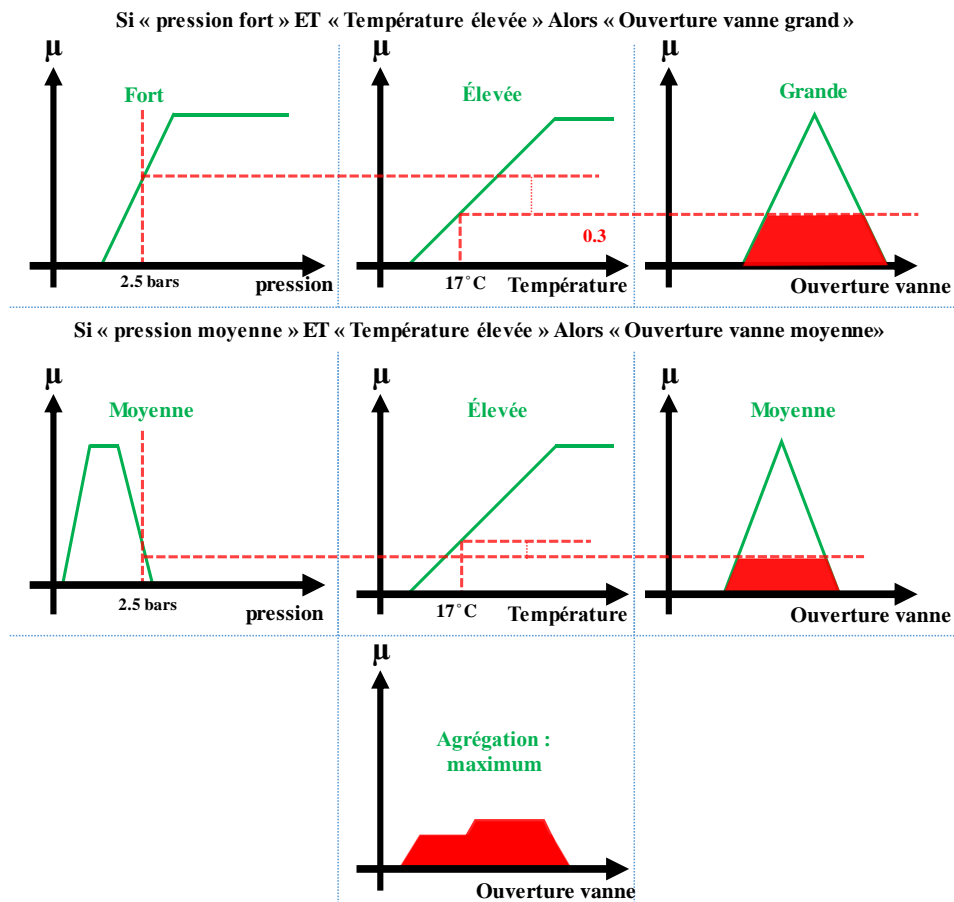 Si « pression fort » ET « Température élevée » Alors « Ouverture vanne grand »
μ
μ
μ
Fort
Élevée
Grande
0.3
2.5 bars
pression
17°C
Température
Ouverture vanne
Si « pression moyenne » ET « Température élevée » Alors « Ouverture vanne moyenne»
μ
μ
μ
Moyenne
Élevée
Moyenne
2.5 bars
pression
17°C
Température
Ouverture vanne
μ
Agrégation :
maximum
Ouverture vanne